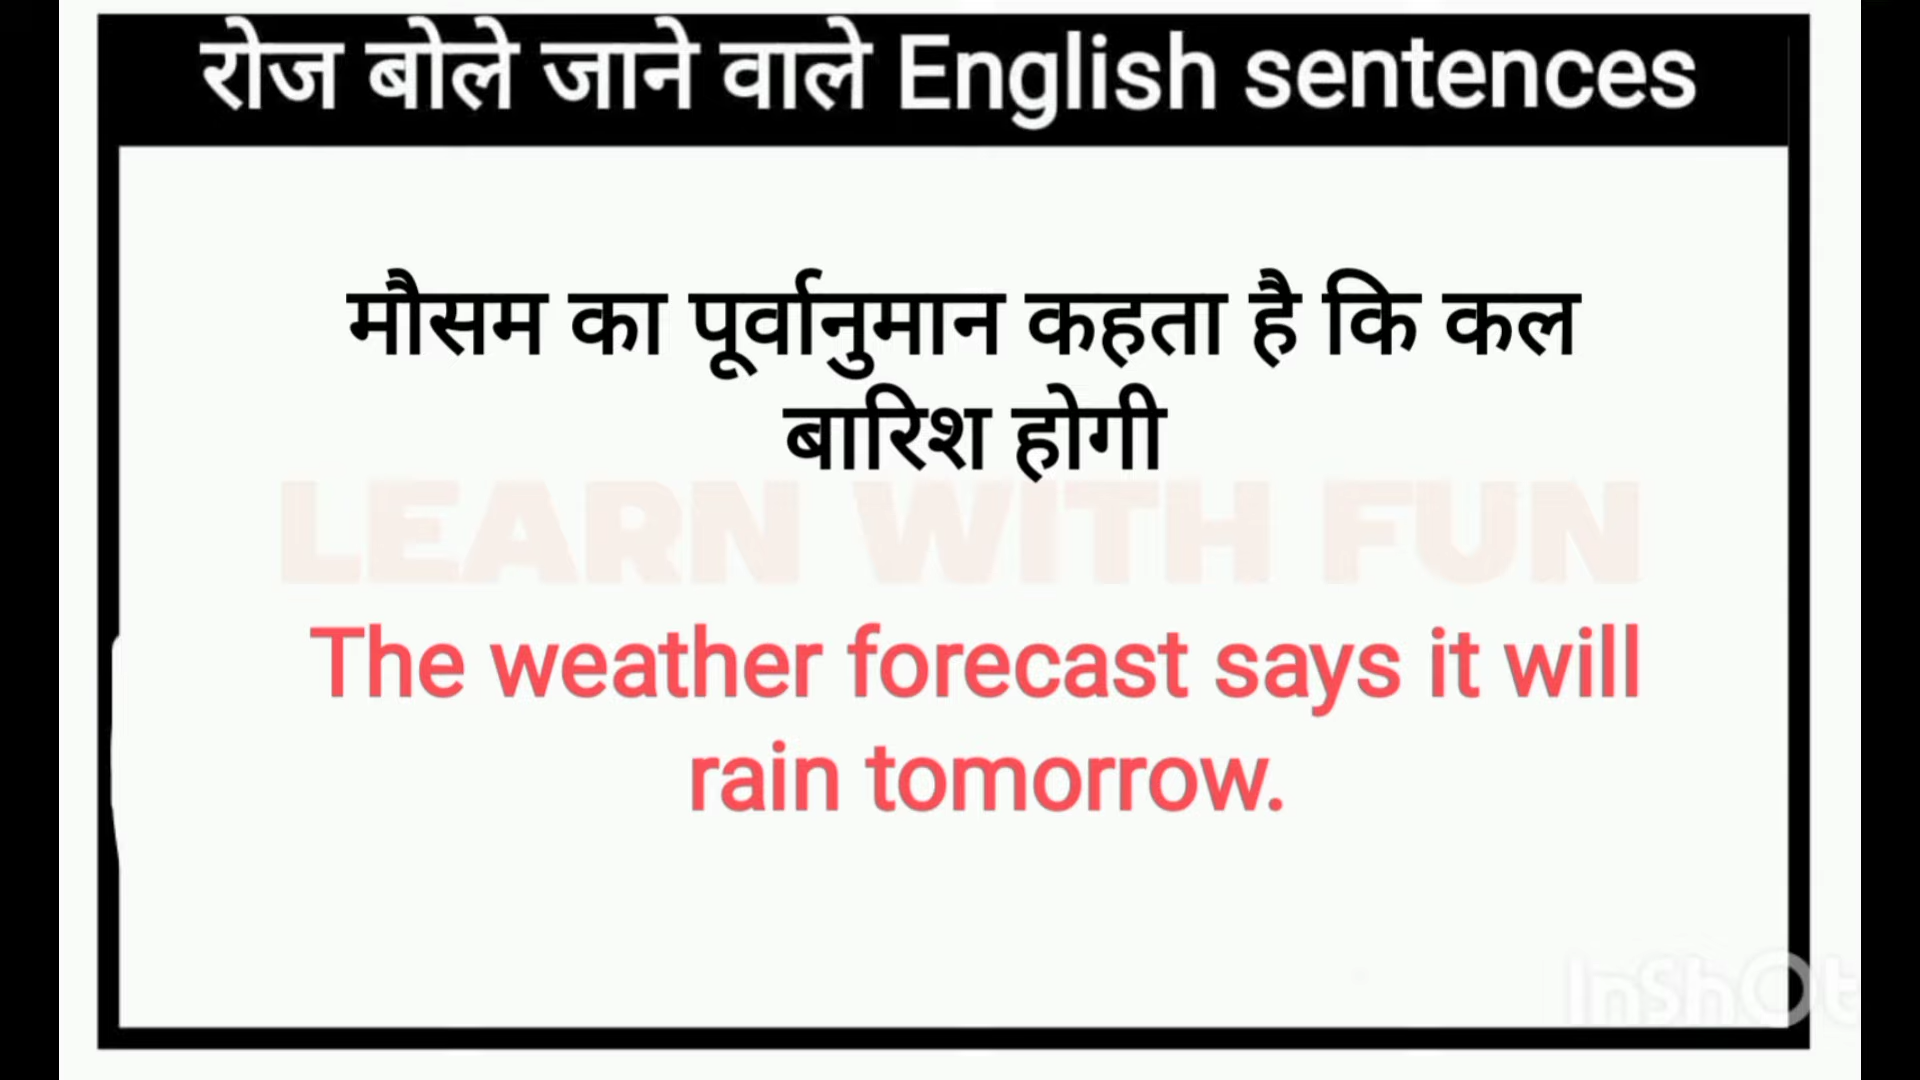 रोज बोले जाने वाले English sentences
मौसम का पूर्वानुमान कहता है कि कल
बारिश होगी
LEARN WITH FUN
The weather forecast says it will
rain tomorrow.
InShOt